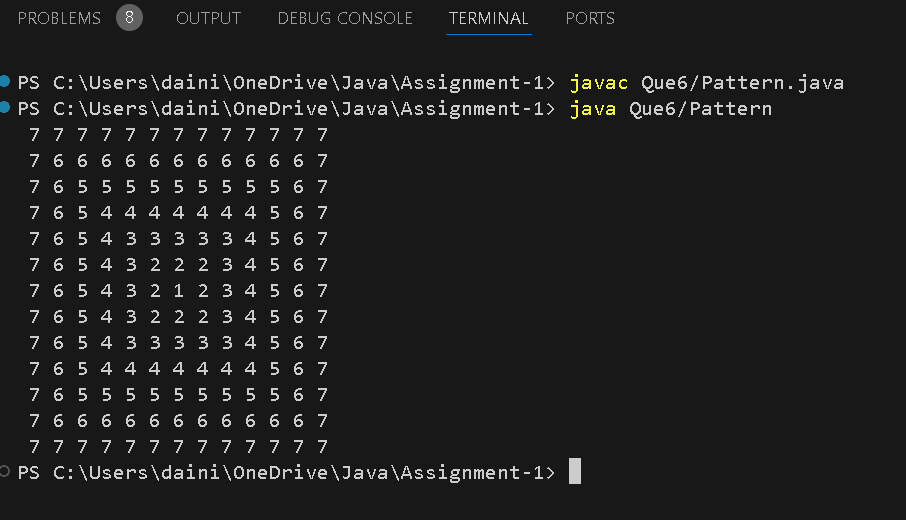 PROBLEMS 8 OUTPUT DEBUG CONSOLE TERMINAL PORTS
PS C:\Users\daini\OneDrive\Java\Assignment-1> javac Que6/Pattern.java
PS C:\Users\daini\OneDrive\Java\Assignment-1> java Que6/Pattern
7 7 7 7 7 7 7 7 7 7 7 7 7
7 6 6 6 6 6 6 6 6 6 6 6 7
7 6 5 5 5 5 5 5 5 5 5 6 7
7 6 5 4 4 4 4 4 4 4 5 6 7
7 6 5 4 3 3 3 3 3 4 5 6 7
7 6 5 4 3 2 2 2 3 4 5 6 7
7 6 5 4 3 2 1 2 3 4 5 6 7
7 6 5 4 3 2 2 2 3 4 5 6 7
7 6 5 4 3 3 3 3 3 4 5 6 7
7 6 5 4 4 4 4 4 4 4 5 6 7
7 6 5 5 5 5 5 5 5 5 5 6 7
7 6 6 6 6 6 6 6 6 6 6 6 7
7 7 7 7 7 7 7 7 7 7 7 7 7
PS C:\Users\daini\OneDrive\Java\Assignment-1>